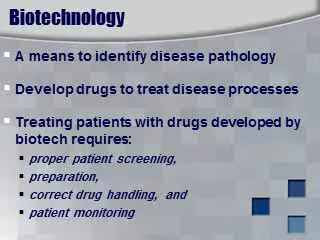 Biotechnology
A means to identify disease pathology
Develop drugs to treat disease processes
Treating patients with drugs developed by
biotech requires:
proper patient screening,
preparation,
correct drug handling, and
patient monitoring